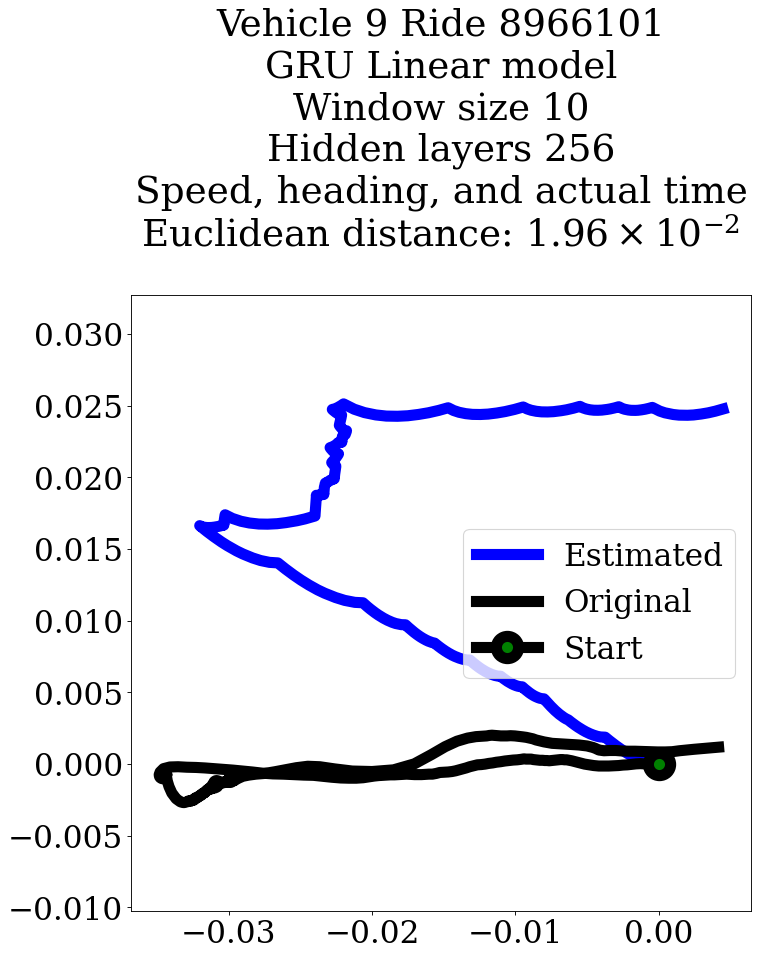 Vehicle 9 Ride 8966101
GRU Linear model
Window size 10
Hidden layers 256
Speed, heading, and actual time
Euclidean distance: 1.96 × 10⁻²
0.030
0.025
0.020
0.015
0.010
0.005
0.000
−0.005
−0.010
Estimated
Original
Start
−0.03
−0.02
−0.01
0.00